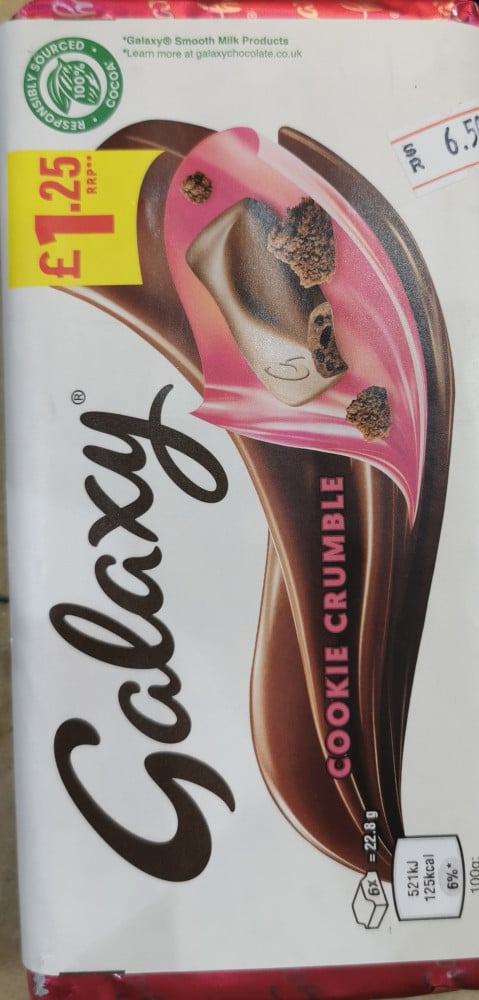 *Galaxy® Smooth Milk Products
*Learn more at galaxychocolate.co.uk
RESPONSIBLY SOURCED COCOA
100%
£1.25
RRP**
SR 6.50
Galaxy®
COOKIE CRUMBLE
6x = 22.8 g
521kJ
125kcal
6%*
100g: